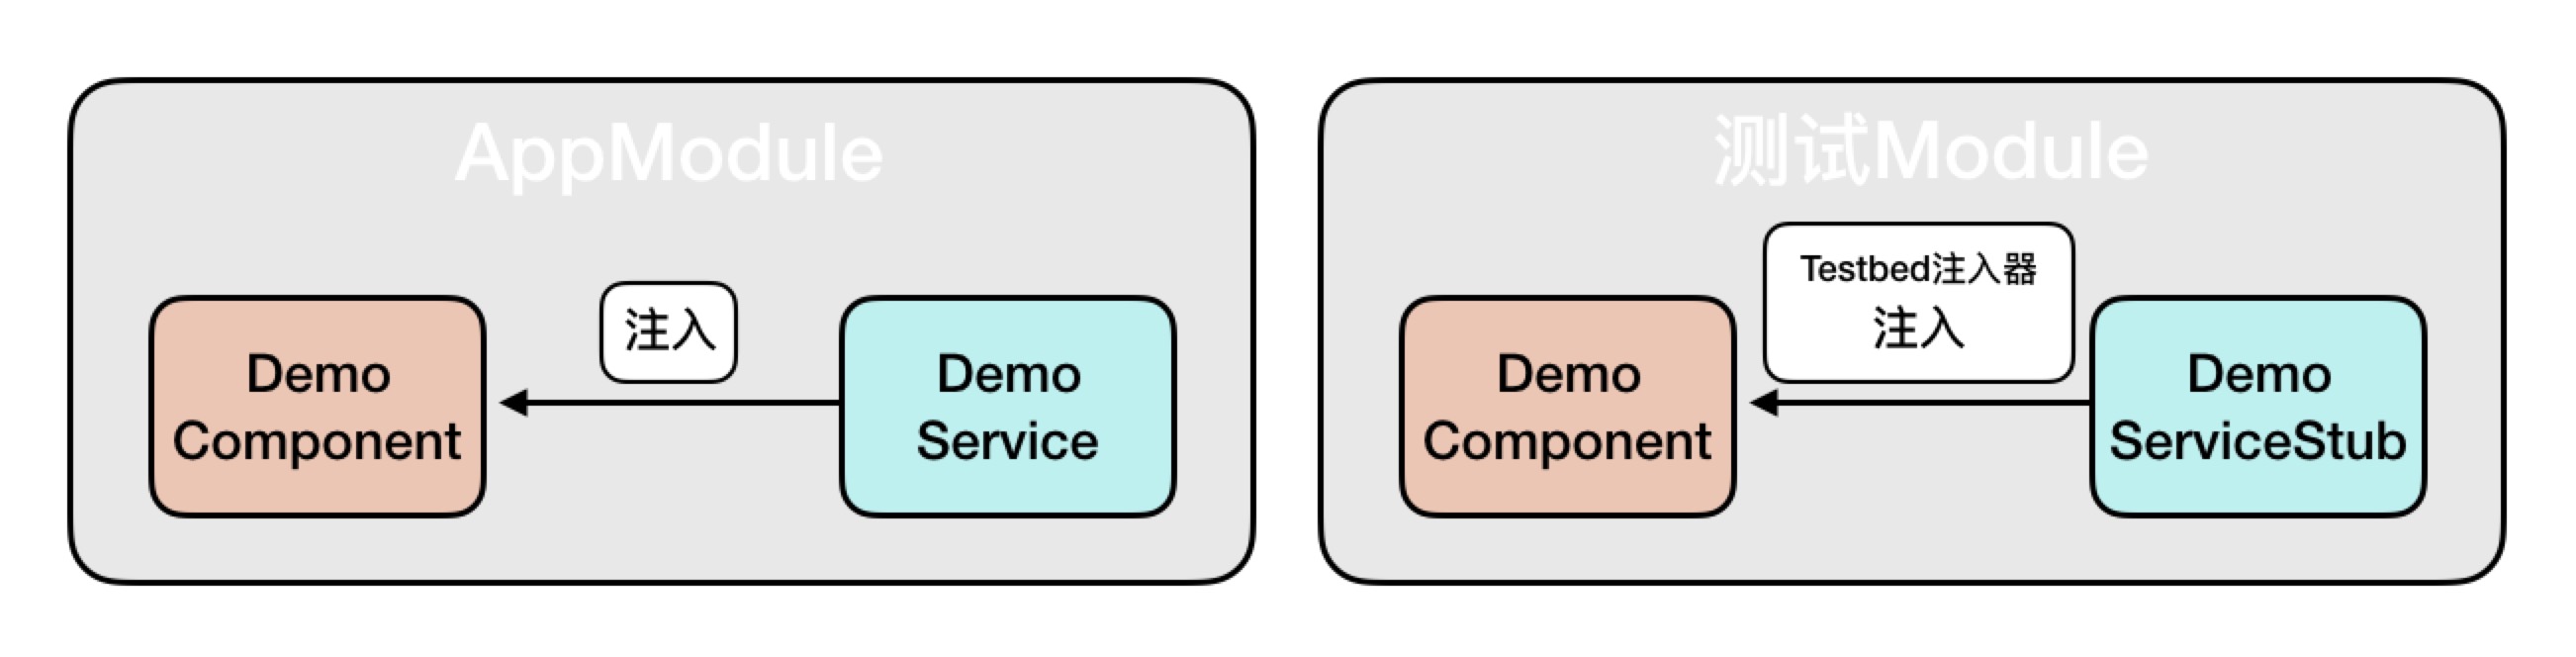 AppModule
注入
Demo
Component
Demo
Service
测试Module
Testbed注入器
注入
Demo
Component
Demo
ServiceStub